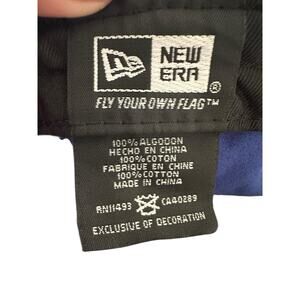 NEW
ERA®
FLY YOUR OWN FLAG™
100% ALGODON
HECHO EN CHINA
100% COTON
FABRIQUE EN CHINE
100% COTTON
MADE IN CHINA
RN11493 CA40289
EXCLUSIVE OF DECORATION